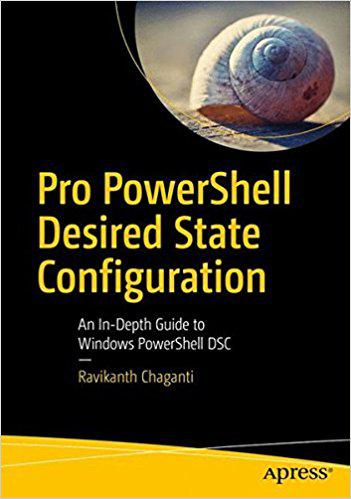 Pro PowerShell
Desired State
Configuration
An In-Depth Guide to
Windows PowerShell DSC
—
Ravikanth Chaganti
Apress®